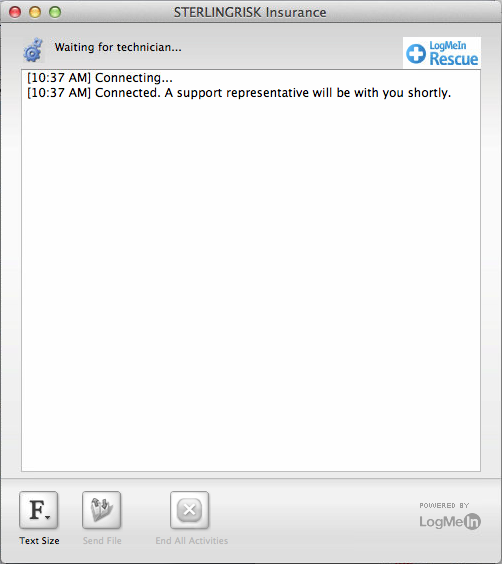 STERLINGRISK Insurance
Waiting for technician...
LogMeIn
Rescue
[10:37 AM] Connecting...
[10:37 AM] Connected. A support representative will be with you shortly.
F
Text Size
Send File
End All Activities
POWERED BY
LogMeIn